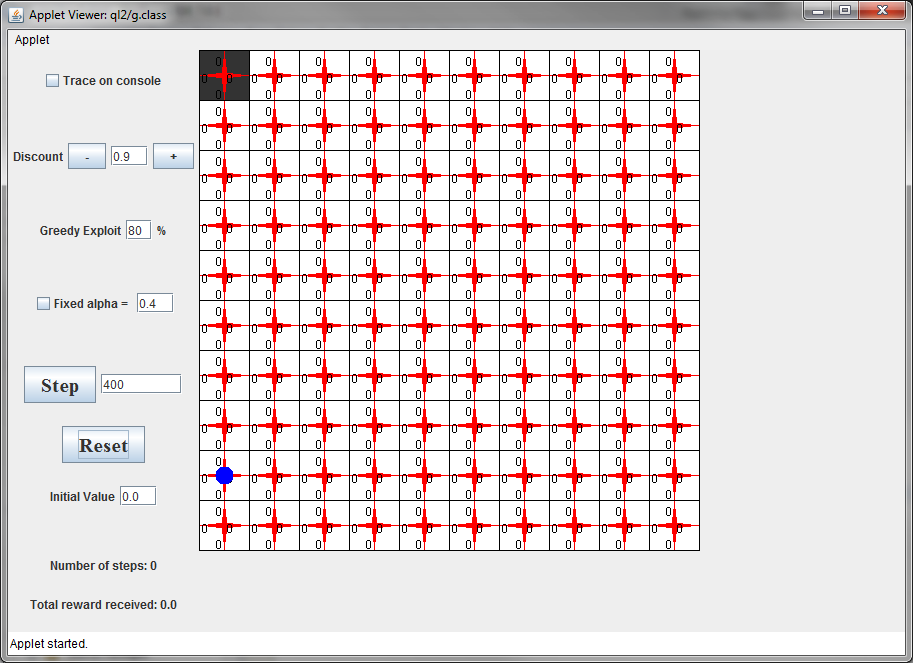 Applet Viewer: ql2/g.class
Applet
Trace on console
Discount - 0.9 +
Greedy Exploit 80 %
Fixed alpha = 0.4
Step 400
Reset
Initial Value 0.0
Number of steps: 0
Total reward received: 0.0
0 0 0 0 0 0 0 0 0 0
0 0 0 0 0 0 0 0 0 0 0 0 0 0 0 0 0 0 0 0
0 0 0 0 0 0 0 0 0 0
0 0 0 0 0 0 0 0 0 0
0 0 0 0 0 0 0 0 0 0 0 0 0 0 0 0 0 0 0 0
0 0 0 0 0 0 0 0 0 0
0 0 0 0 0 0 0 0 0 0
0 0 0 0 0 0 0 0 0 0 0 0 0 0 0 0 0 0 0 0
0 0 0 0 0 0 0 0 0 0
0 0 0 0 0 0 0 0 0 0
0 0 0 0 0 0 0 0 0 0 0 0 0 0 0 0 0 0 0 0
0 0 0 0 0 0 0 0 0 0
0 0 0 0 0 0 0 0 0 0
0 0 0 0 0 0 0 0 0 0 0 0 0 0 0 0 0 0 0 0
0 0 0 0 0 0 0 0 0 0
0 0 0 0 0 0 0 0 0 0
0 0 0 0 0 0 0 0 0 0 0 0 0 0 0 0 0 0 0 0
0 0 0 0 0 0 0 0 0 0
0 0 0 0 0 0 0 0 0 0
0 0 0 0 0 0 0 0 0 0 0 0 0 0 0 0 0 0 0 0
0 0 0 0 0 0 0 0 0 0
0 0 0 0 0 0 0 0 0 0
0 0 0 0 0 0 0 0 0 0 0 0 0 0 0 0 0 0 0 0
0 0 0 0 0 0 0 0 0 0
0 0 0 0 0 0 0 0 0 0
0 0 0 0 0 0 0 0 0 0 0 0 0 0 0 0 0 0 0
0 0 0 0 0 0 0 0 0 0
0 0 0 0 0 0 0 0 0 0
0 0 0 0 0 0 0 0 0 0 0 0 0 0 0 0 0 0 0 0
0 0 0 0 0 0 0 0 0 0
Applet started.